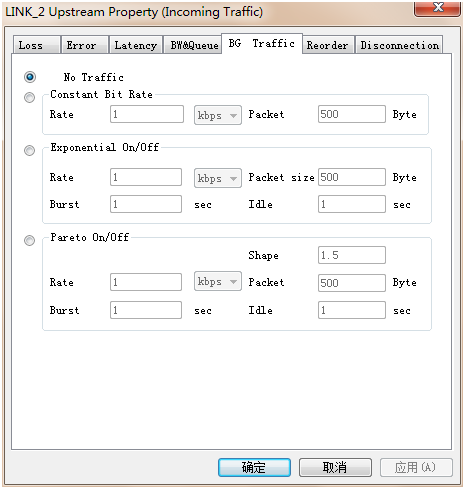 LINK_2 Upstream Property (Incoming Traffic)
Loss Error Latency BW&Queue BG Traffic Reorder Disconnection
No Traffic
Constant Bit Rate
Rate 1 kbps Packet 500 Byte
Exponential On/Off
Rate 1 kbps Packet size 500 Byte
Burst 1 sec Idle 1 sec
Pareto On/Off
Shape 1.5
Rate 1 kbps Packet 500 Byte
Burst 1 sec Idle 1 sec
确定 取消 应用(A)